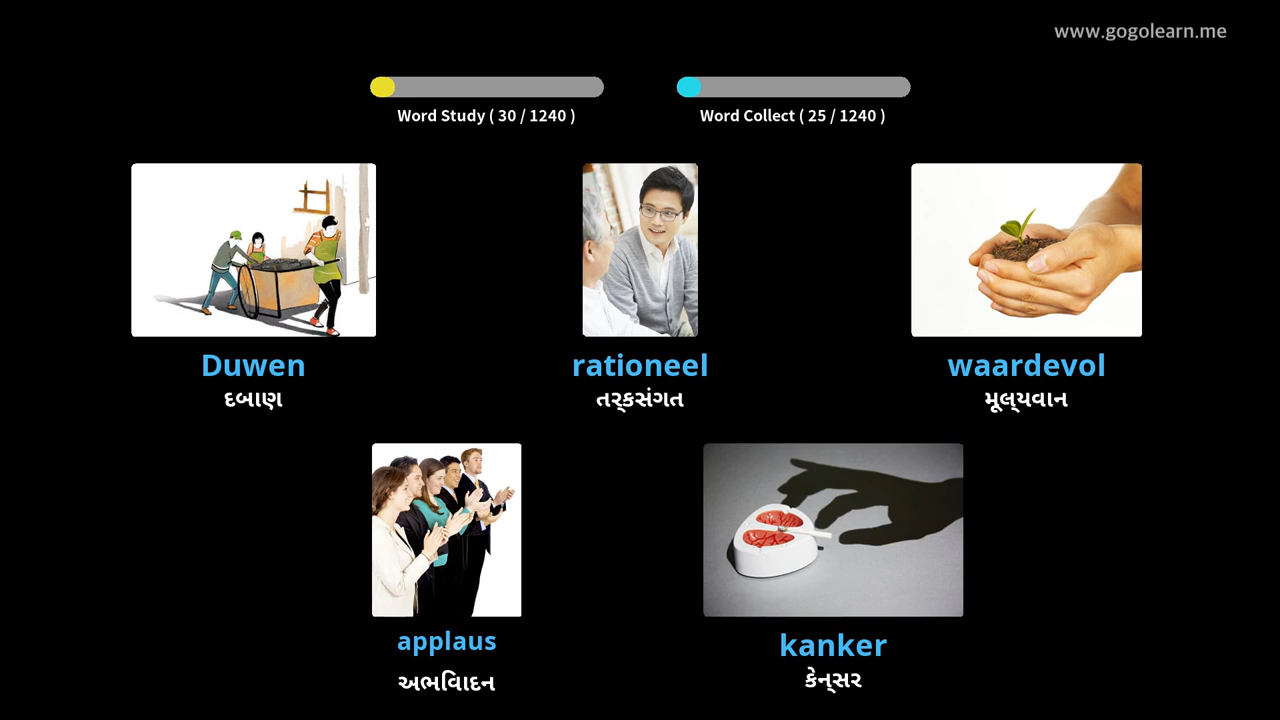 www.gogolearn.me
Word Study ( 30 / 1240 )
Word Collect ( 25 / 1240 )
Duwen
દબાણ
rationeel
તર્કસંગત
waardevol
મૂલ્યવાન
applaus
અભિવાદન
kanker
કેન્સર